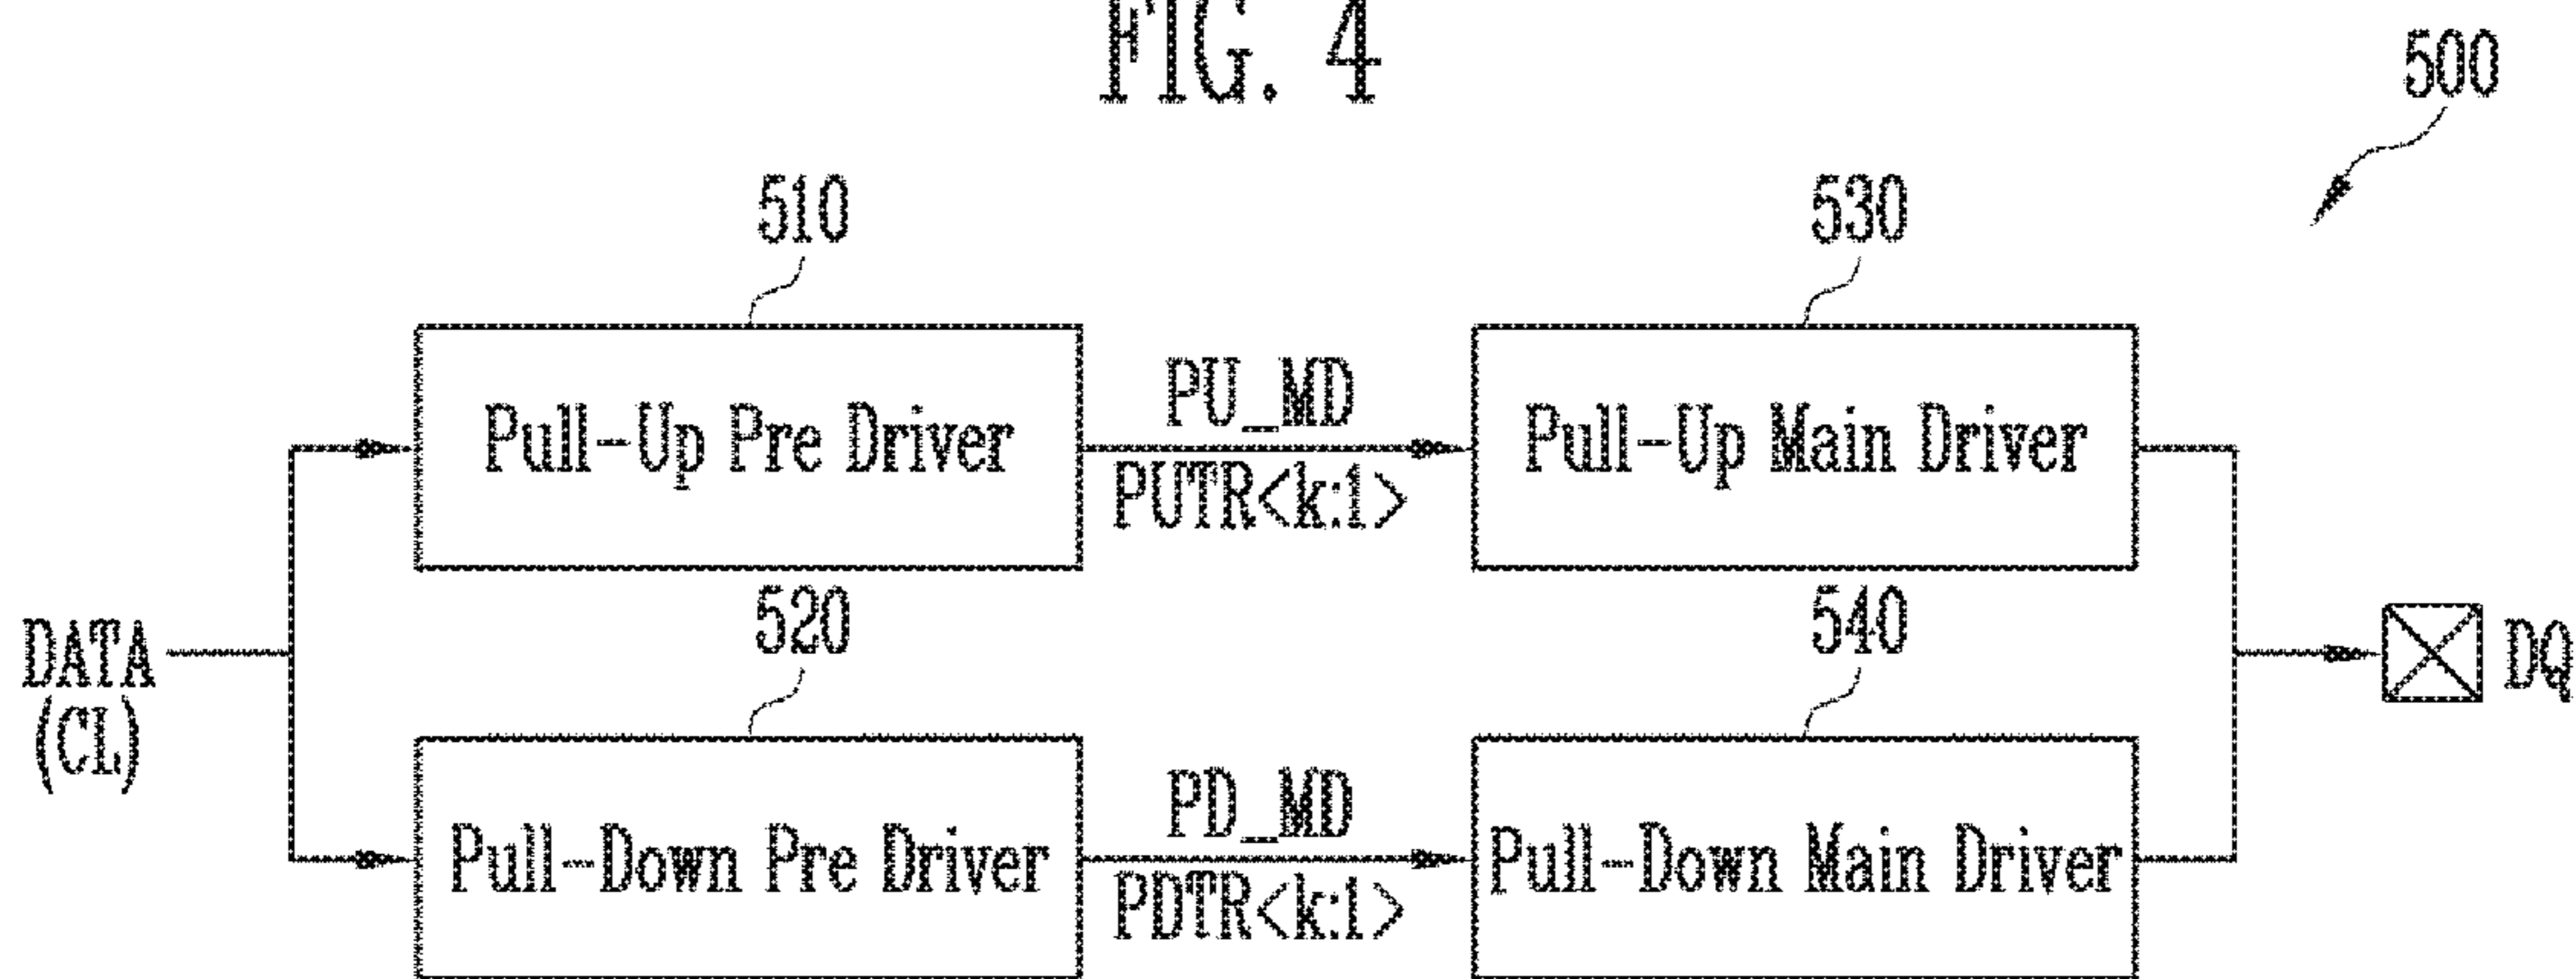 FIG. 4
500
510
530
Pull-Up Pre Driver
PU_MD
PUTR<k:1>
Pull-Up Main Driver
520
540
DATA
(CL)
DQ
Pull-Down Pre Driver
PD_MD
PDTR<k:1>
Pull-Down Main Driver